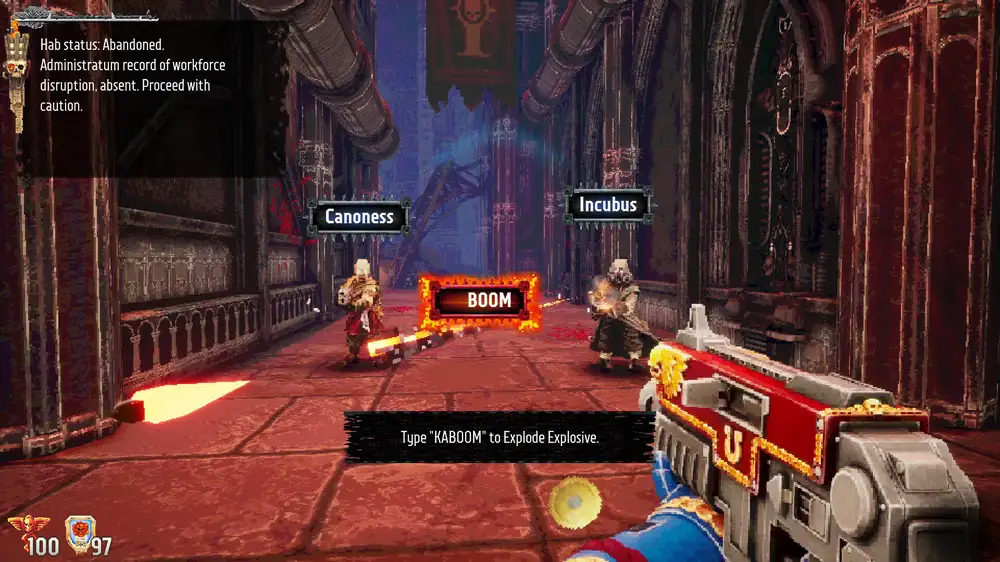 Hab status: Abandoned.
Administratum record of workforce
disruption, absent. Proceed with
caution.
Canoness
Incubus
BOOM
Type "KABOOM" to Explode Explosive.
100
97